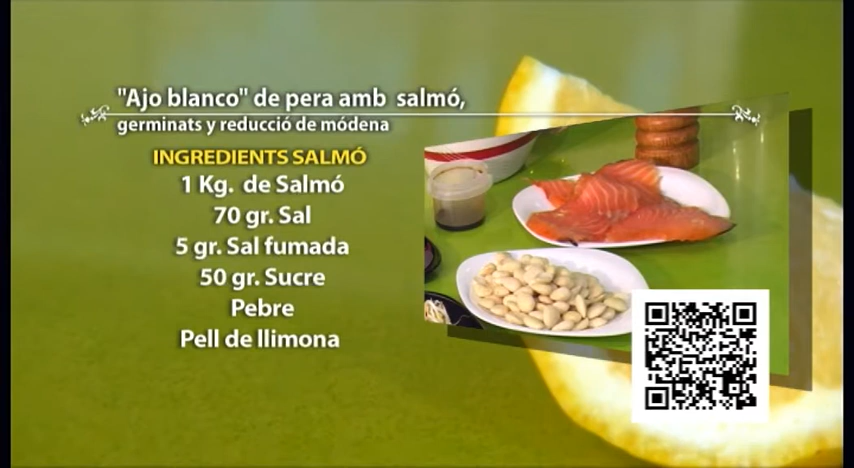 "Ajo blanco" de pera amb salmó,
germinats y reducció de módena
INGREDIENTS SALMÓ
1 Kg. de Salmó
70 gr. Sal
5 gr. Sal fumada
50 gr. Sucre
Pebre
Pell de llimona